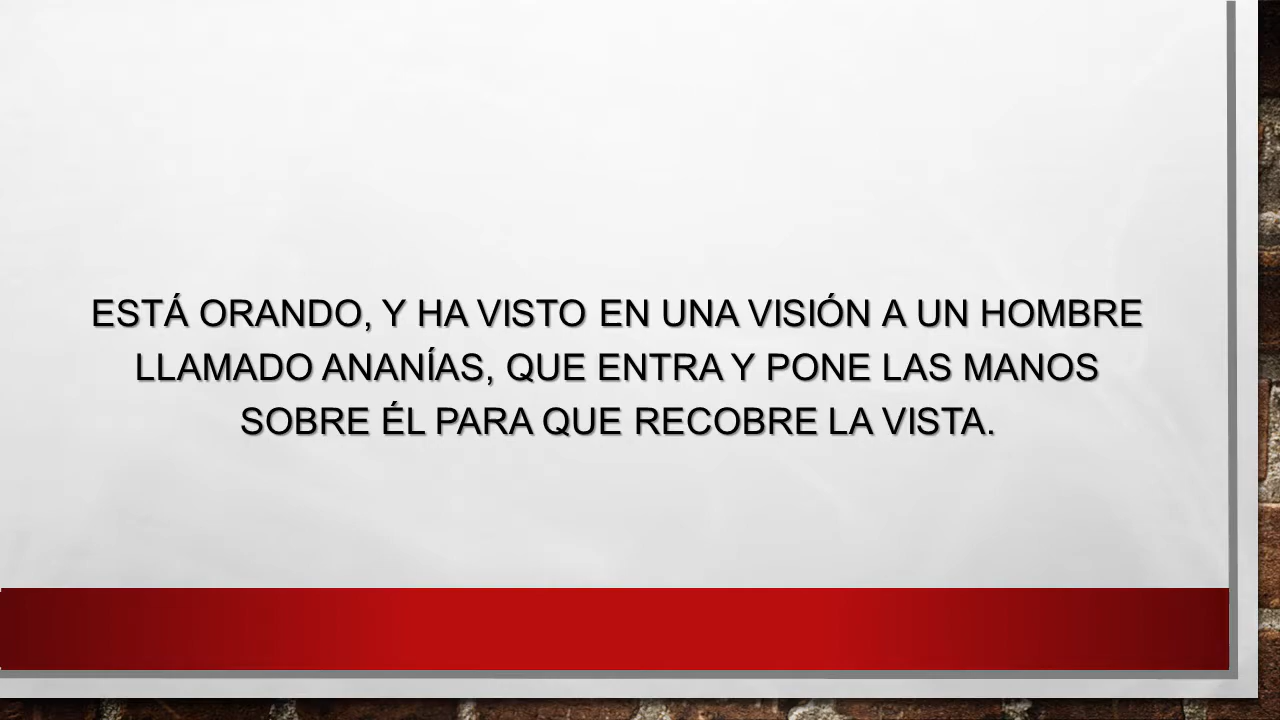 ESTÁ ORANDO, Y HA VISTO EN UNA VISIÓN A UN HOMBRE
LLAMADO ANANÍAS, QUE ENTRA Y PONE LAS MANOS
SOBRE ÉL PARA QUE RECOBRE LA VISTA.